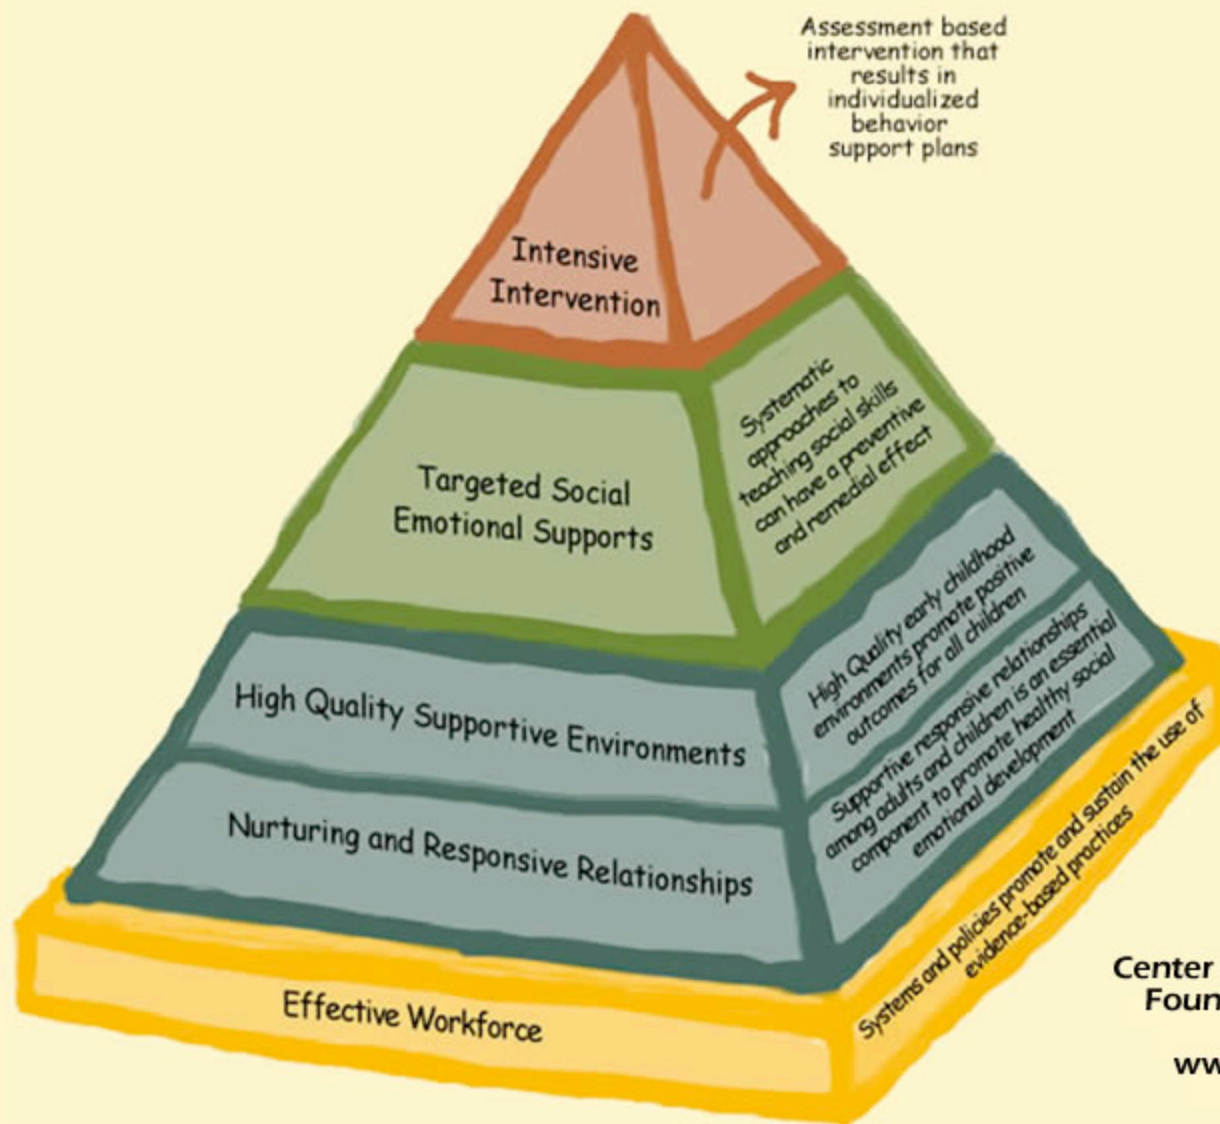 Assessment based
intervention that
results in
individualized
behavior
support plans
Intensive
Intervention
Systematic
approaches to
teaching social skills
can have a preventive
and remedial effect
Targeted Social
Emotional Supports
High Quality early childhood
environments promote positive
outcomes for all children
High Quality Supportive Environments
Supportive responsive relationships
among adults and children is an essential
component to promote healthy social
emotional development
Nurturing and Responsive Relationships
Systems and policies promote and sustain the use of
evidence-based practices
Effective Workforce
Center
Foun
ww